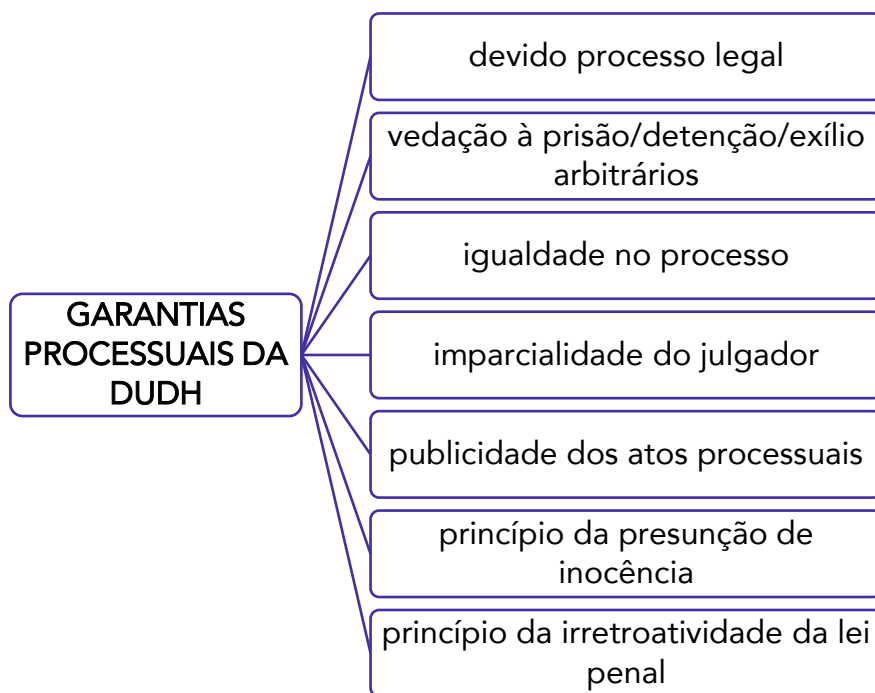 devido processo legal
vedação à prisão/detenção/exílio
arbitrários
igualdade no processo
GARANTIAS
PROCESSUAIS DA
DUDH
imparcialidade do julgador
publicidade dos atos processuais
princípio da presunção de
inocência
princípio da irretroatividade da lei
penal